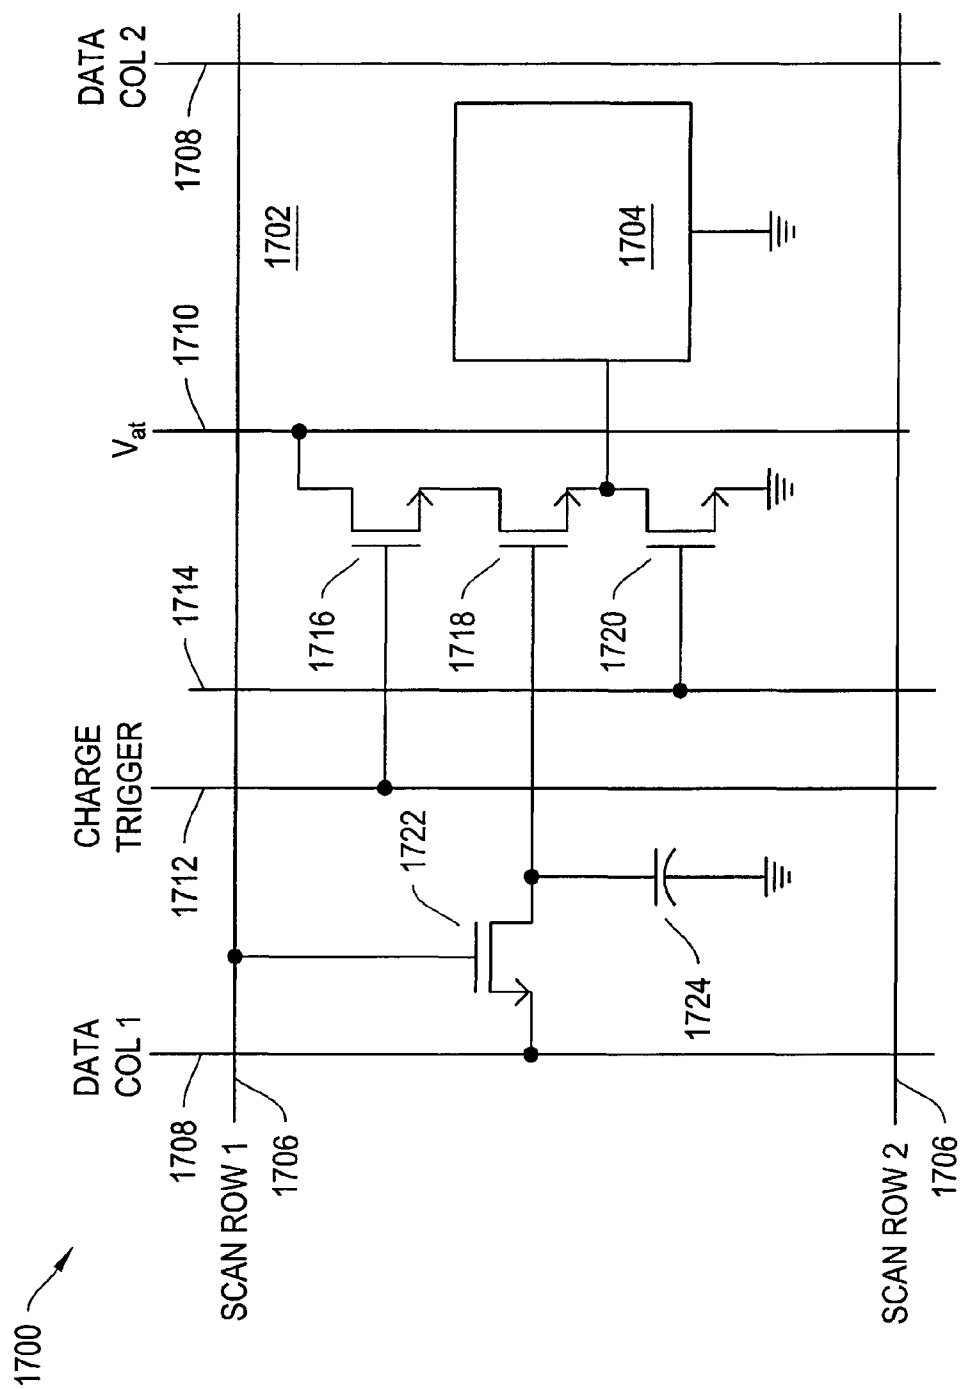 1700
DATA
COL 1
1708
CHARGE
TRIGGER
1712
1714
Vat
1710
DATA
COL 2
1708
SCAN ROW 1
1706
1702
1722
1716
1718
1720
1704
1724
SCAN ROW 2
1706